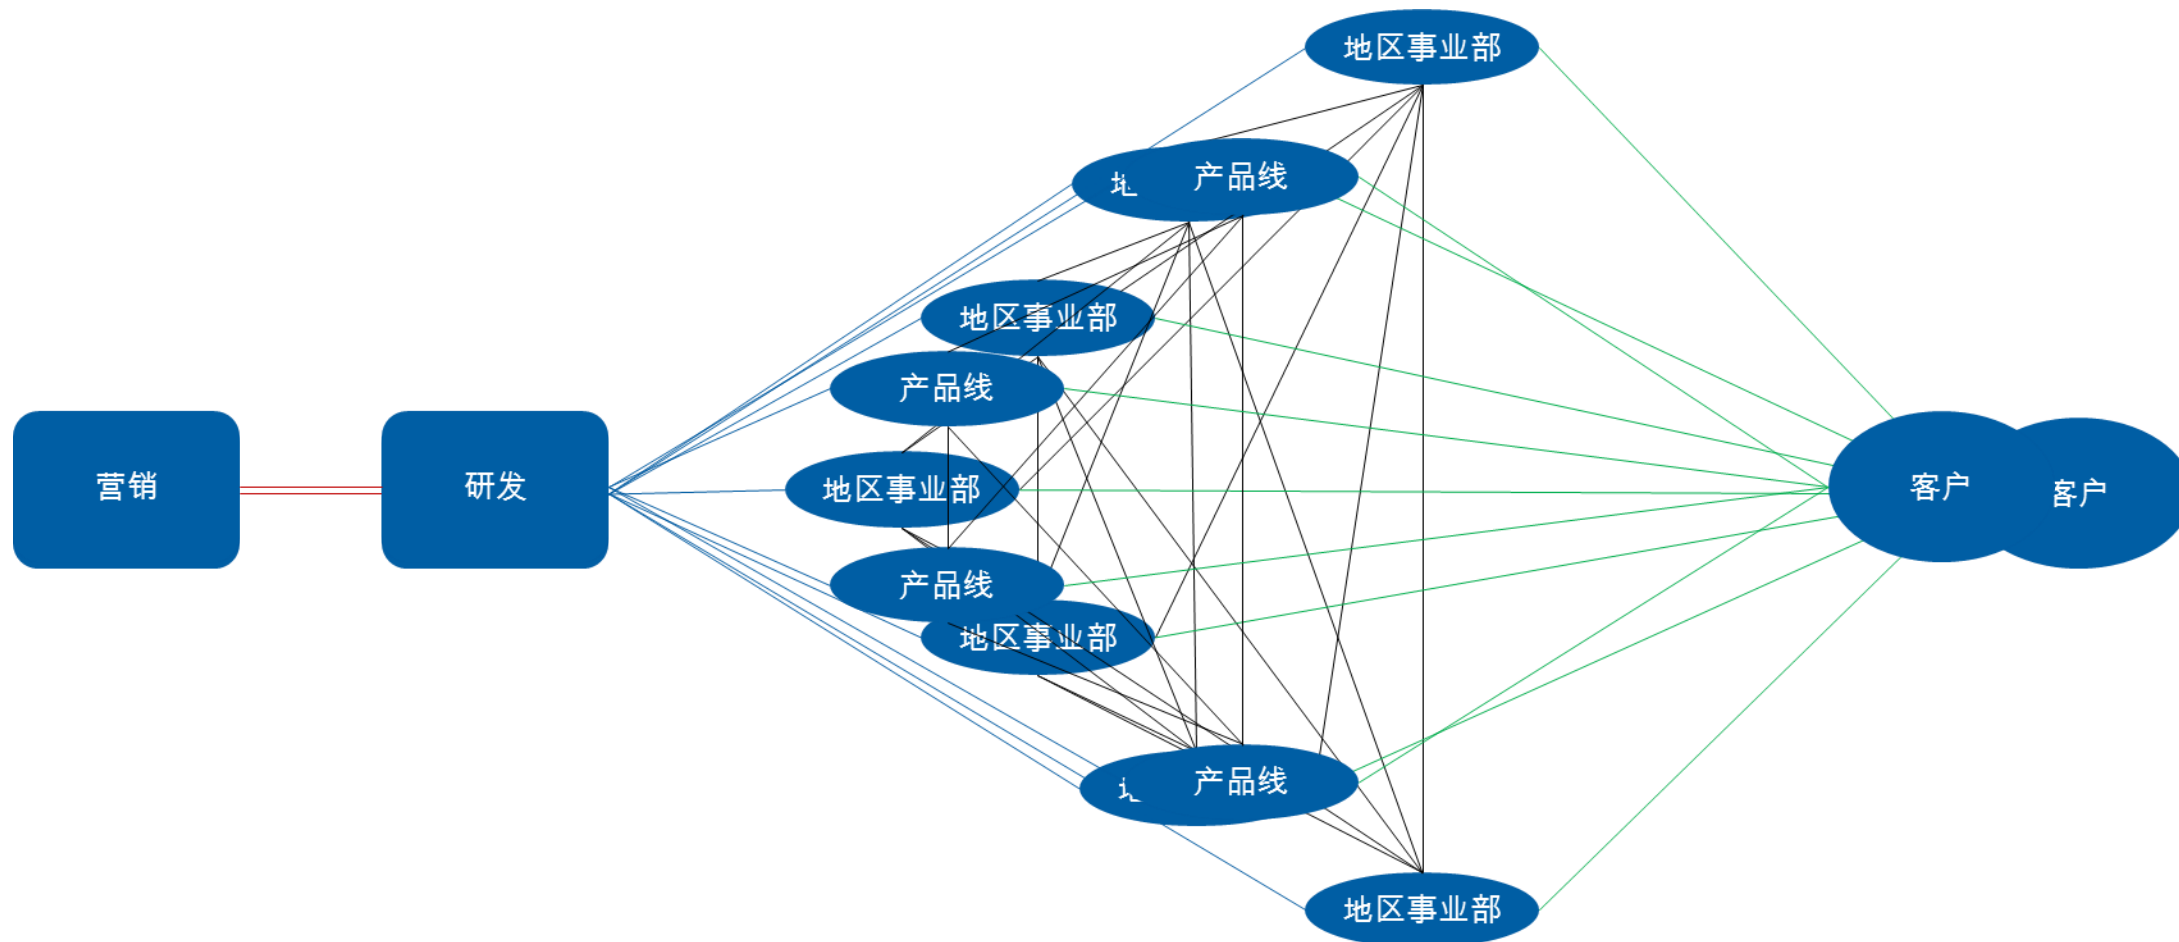 地区事业部
产品线
地区事业部
产品线
营销
研发
地区事业部
客户
客户
产品线
地区事业部
产品线
地区事业部